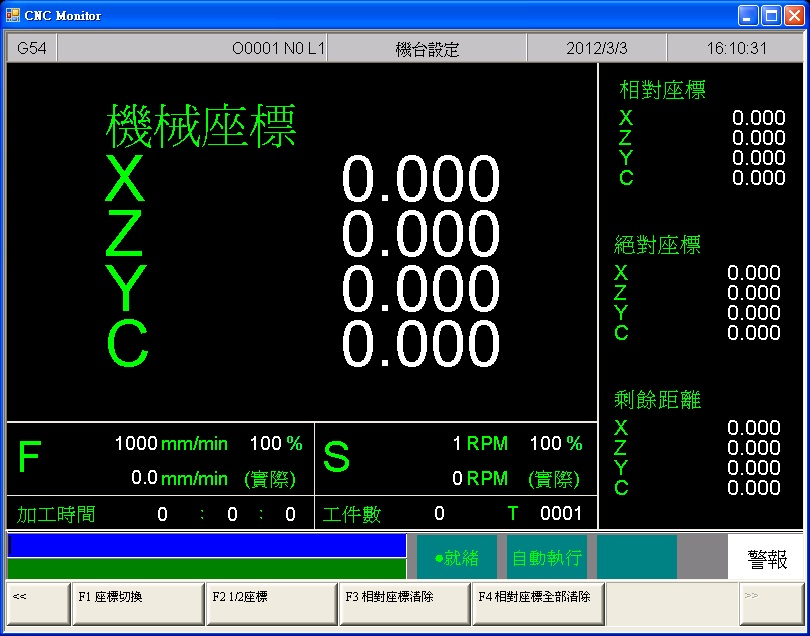 CNC Monitor
G54 O0001 N0 L1 機台設定 2012/3/3 16:10:31
機械座標
X 0.000
Z 0.000
Y 0.000
C 0.000
相對座標
X 0.000
Z 0.000
Y 0.000
C 0.000
絕對座標
X 0.000
Z 0.000
Y 0.000
C 0.000
剩餘距離
X 0.000
Z 0.000
Y 0.000
C 0.000
F 1000 mm/min 100 %
0.0 mm/min (實際)
S 1 RPM 100 %
0 RPM (實際)
加工時間 0 : 0 : 0
工件數 0 T 0001
●就緒 自動執行 警報
<< F1 座標切換 F2 1/2座標 F3 相對座標清除 F4 相對座標全部清除 >>